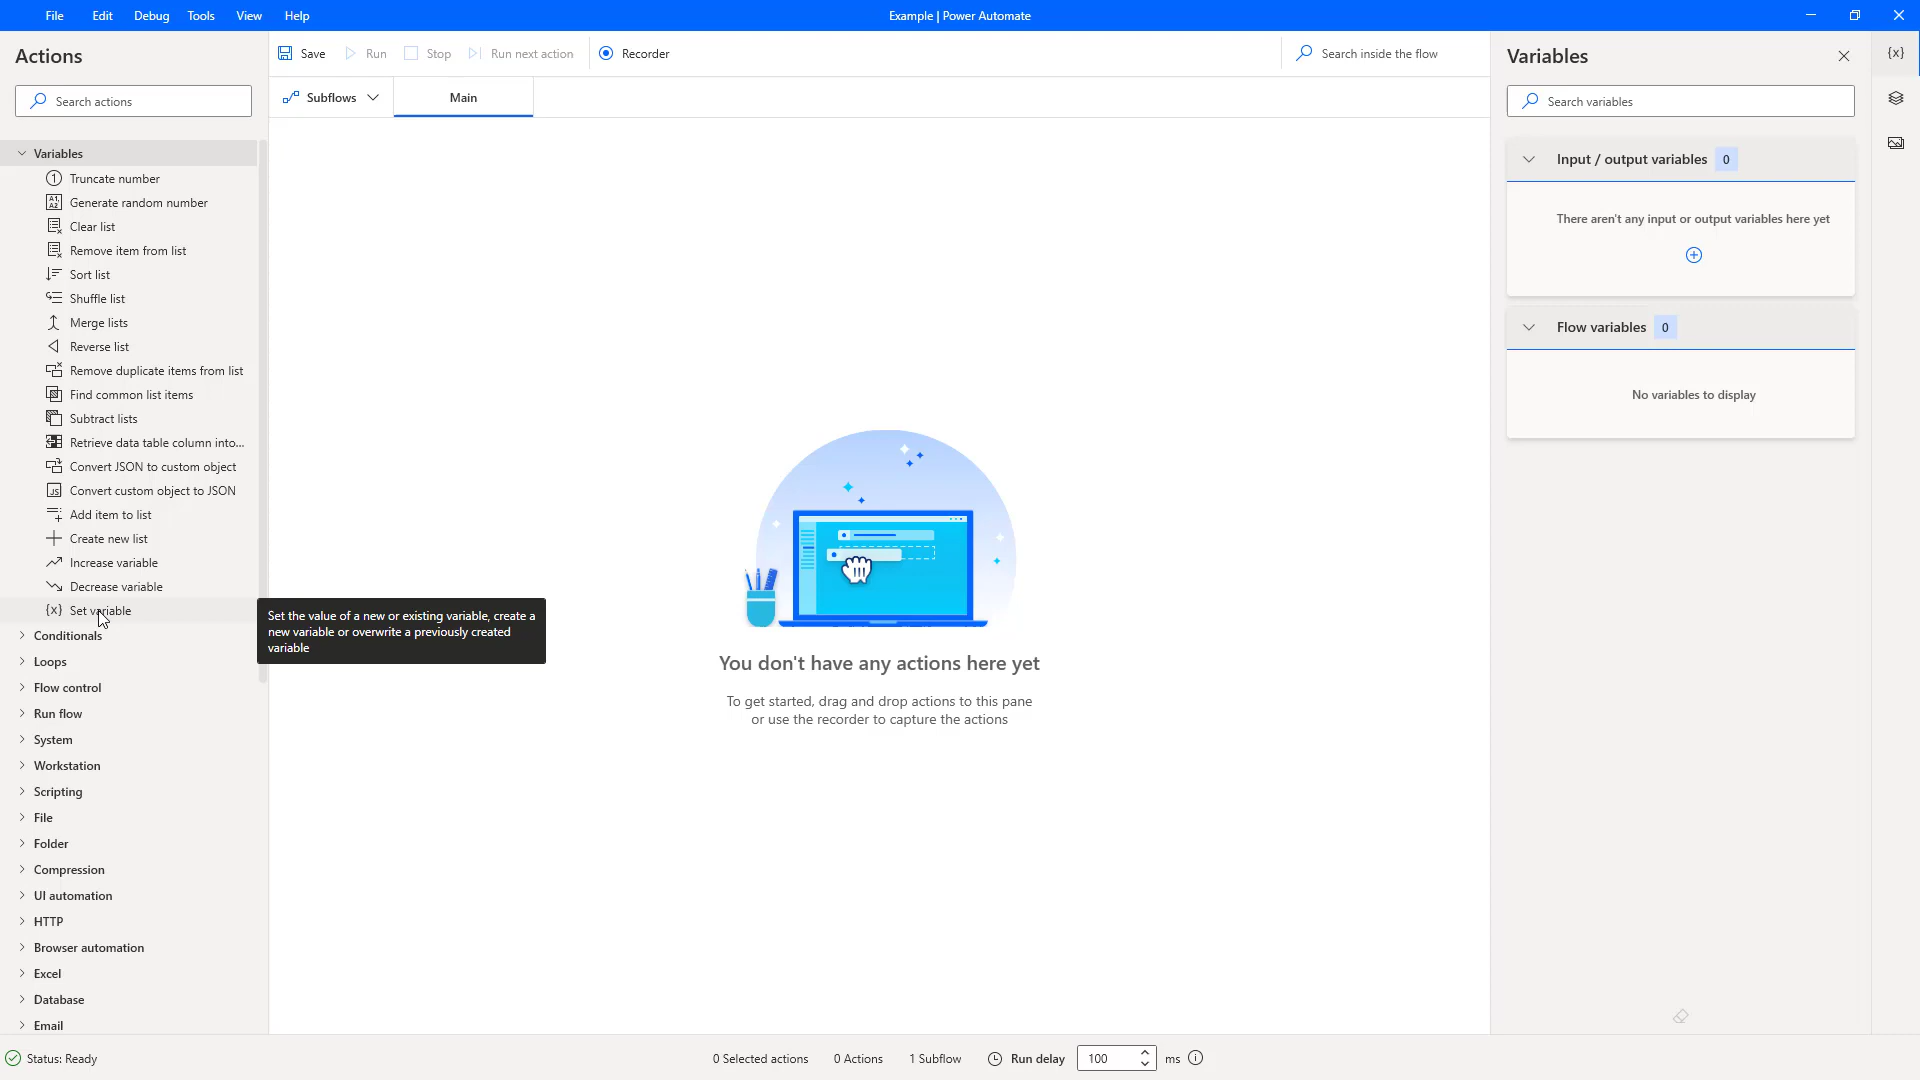 File Edit Debug Tools View Help
Example | Power Automate
Actions
Search actions
Variables
Truncate number
Generate random number
Clear list
Remove item from list
Sort list
Shuffle list
Merge lists
Reverse list
Remove duplicate items from list
Find common list items
Subtract lists
Retrieve data table column into...
Convert JSON to custom object
Convert custom object to JSON
Add item to list
Create new list
Increase variable
Decrease variable
{x} Set variable
Conditionals
Loops
Flow control
Run flow
System
Workstation
Scripting
File
Folder
Compression
UI automation
HTTP
Browser automation
Excel
Database
Email
Save Run Stop Run next action Recorder
Search inside the flow
Subflows Main
Set the value of a new or existing variable, create a
new variable or overwrite a previously created
variable
You don't have any actions here yet
To get started, drag and drop actions to this pane
or use the recorder to capture the actions
Variables
{x}
Search variables
Input / output variables 0
There aren't any input or output variables here yet
Flow variables 0
No variables to display
Status: Ready
0 Selected actions 0 Actions 1 Subflow Run delay 100 ms